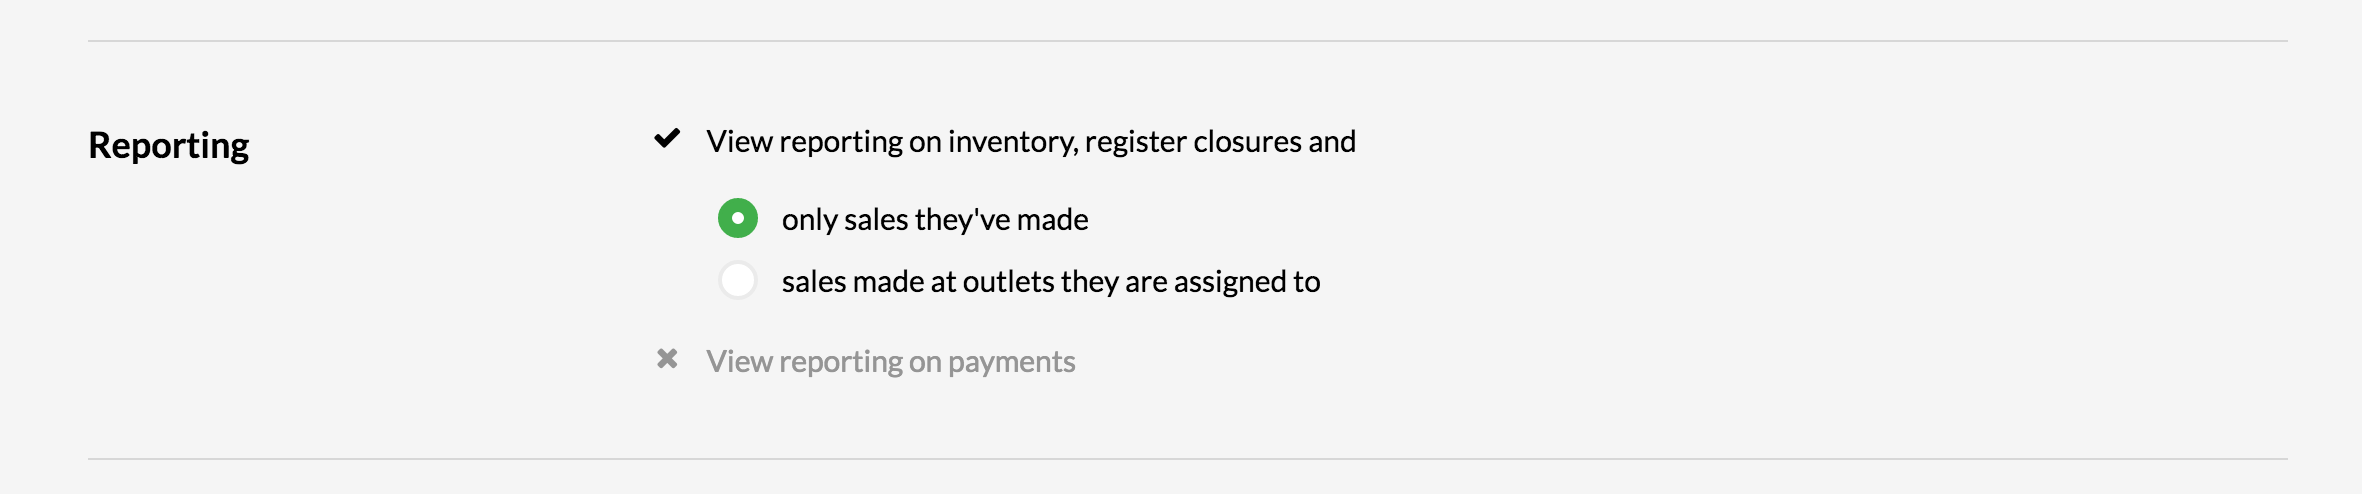 Reporting
View reporting on inventory, register closures and
only sales they've made
sales made at outlets they are assigned to
View reporting on payments